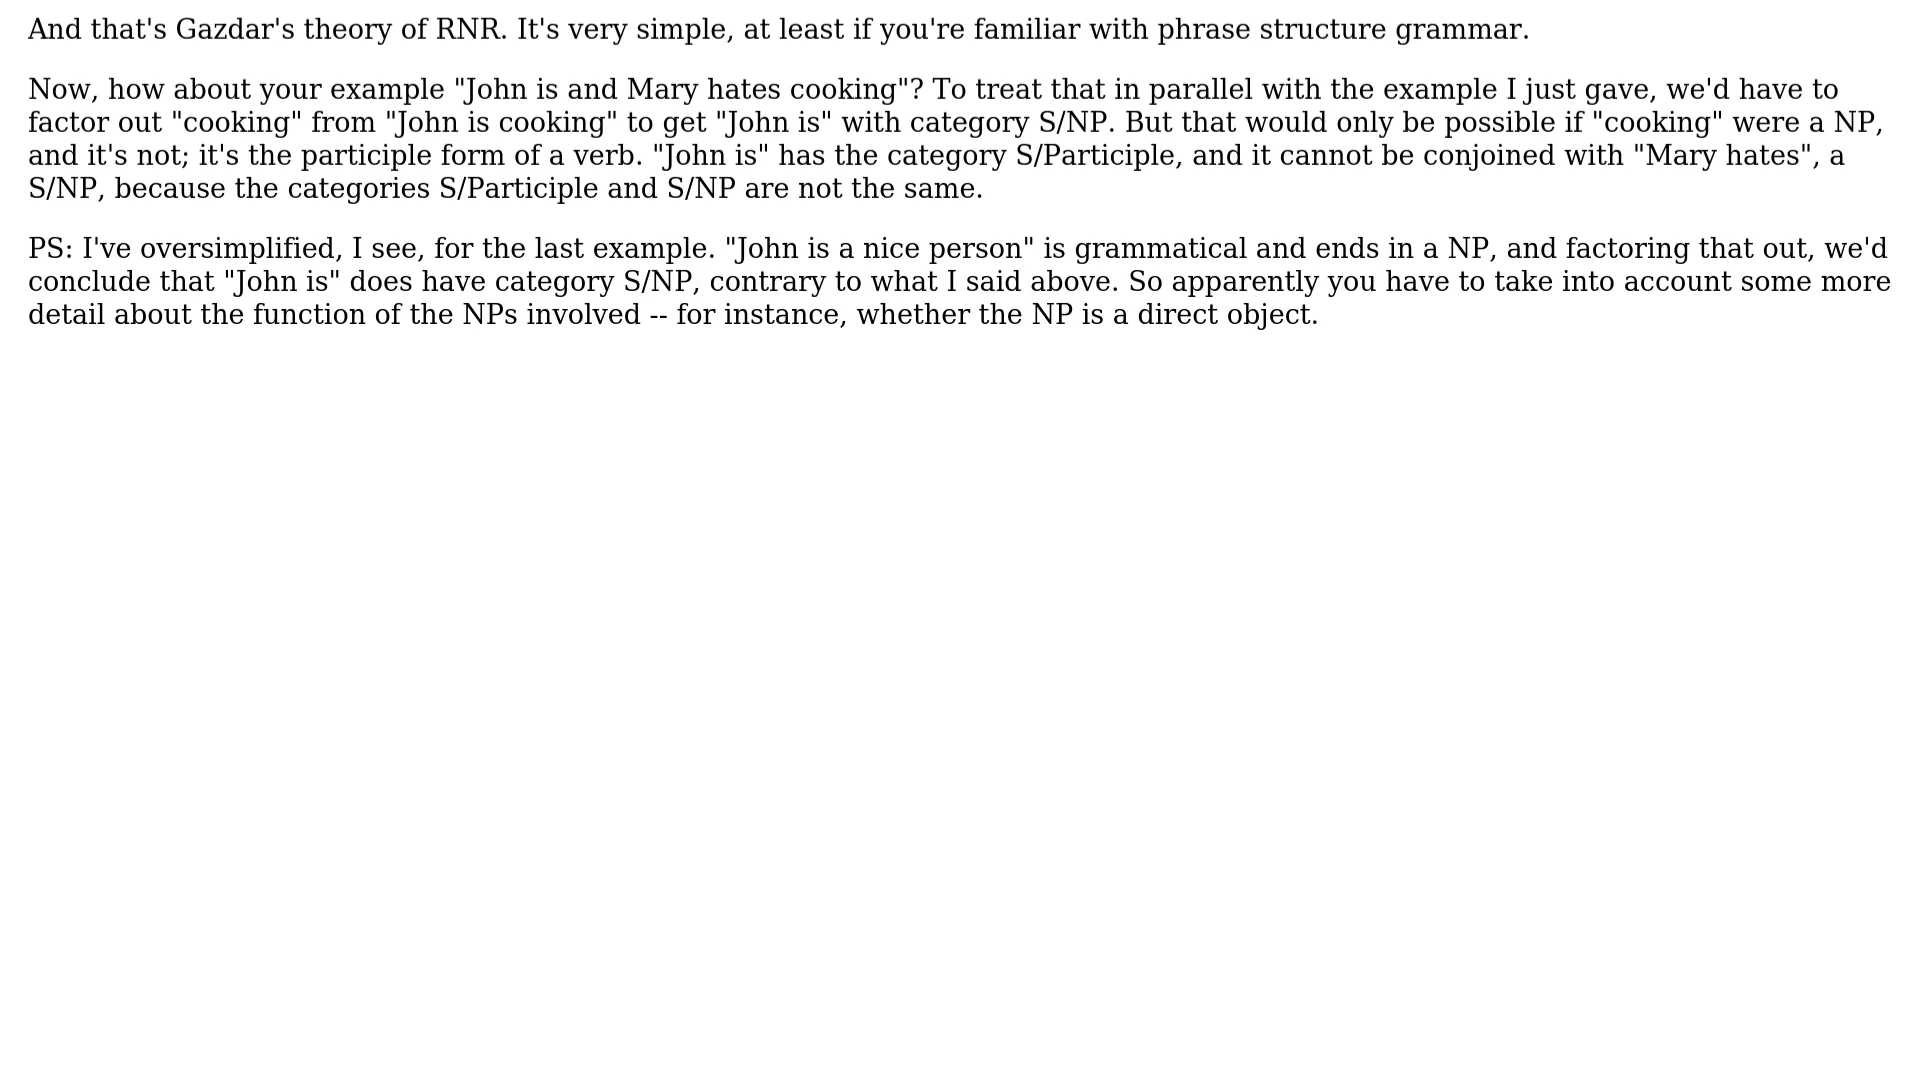 And that's Gazdar's theory of RNR. It's very simple, at least if you're familiar with phrase structure grammar.
Now, how about your example "John is and Mary hates cooking"? To treat that in parallel with the example I just gave, we'd have to
factor out "cooking" from "John is cooking" to get "John is" with category S/NP. But that would only be possible if "cooking" were a NP,
and it's not; it's the participle form of a verb. "John is" has the category S/Participle, and it cannot be conjoined with "Mary hates", a
S/NP, because the categories S/Participle and S/NP are not the same.
PS: I've oversimplified, I see, for the last example. "John is a nice person" is grammatical and ends in a NP, and factoring that out, we'd
conclude that "John is" does have category S/NP, contrary to what I said above. So apparently you have to take into account some more
detail about the function of the NPs involved -- for instance, whether the NP is a direct object.